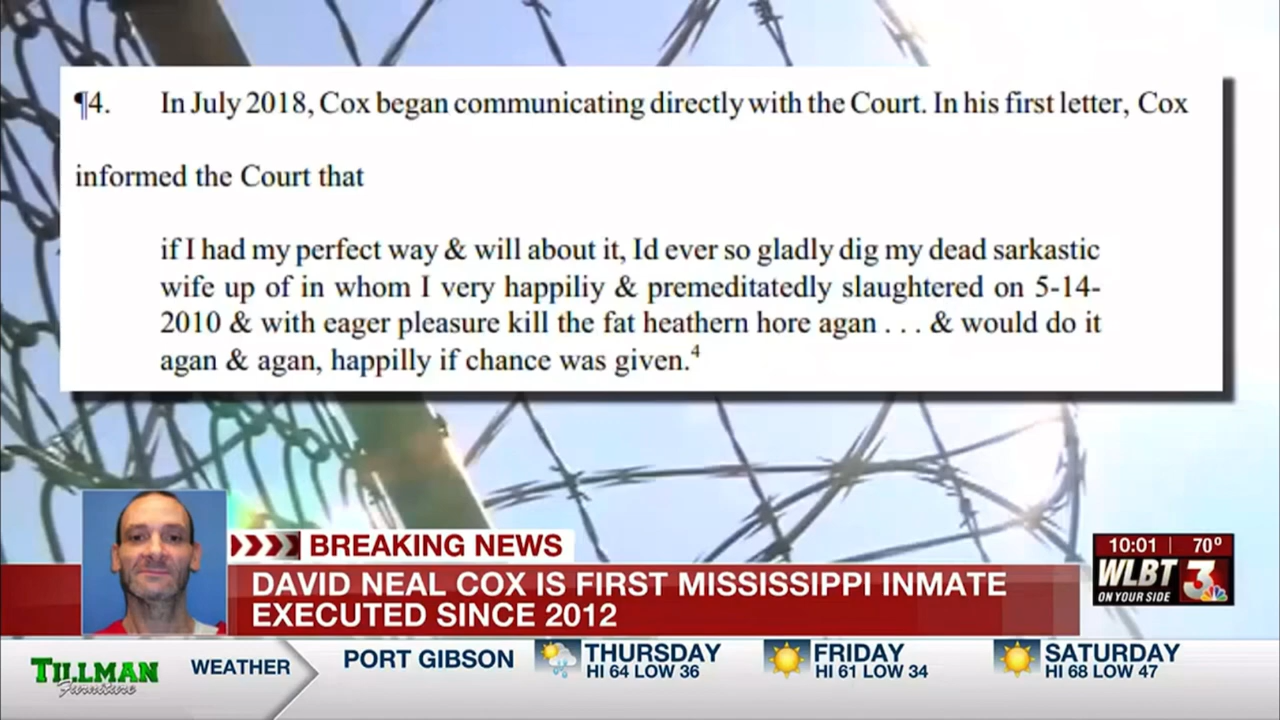 ¶4. In July 2018, Cox began communicating directly with the Court. In his first letter, Cox
informed the Court that
if I had my perfect way & will about it, Id ever so gladly dig my dead sarkastic
wife up of in whom I very happiliy & premeditatedly slaughtered on 5-14-
2010 & with eager pleasure kill the fat heathern hore agan . . . & would do it
agan & agan, happilly if chance was given.4
BREAKING NEWS
DAVID NEAL COX IS FIRST MISSISSIPPI INMATE
EXECUTED SINCE 2012
10:01 | 70°
WLBT 3
ON YOUR SIDE
TILLMAN
Furniture
WEATHER
PORT GIBSON
THURSDAY
HI 64 LOW 36
FRIDAY
HI 61 LOW 34
SATURDAY
HI 68 LOW 47